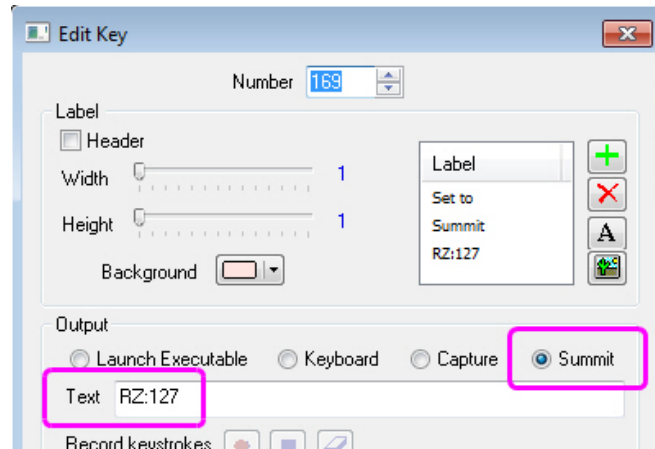 Edit Key
Number 169
Label
Header
Width 1
Height 1
Background
Label
Set to
Summit
RZ:127
A
Output
Launch Executable Keyboard Capture Summit
Text RZ:127
Record keystrokes